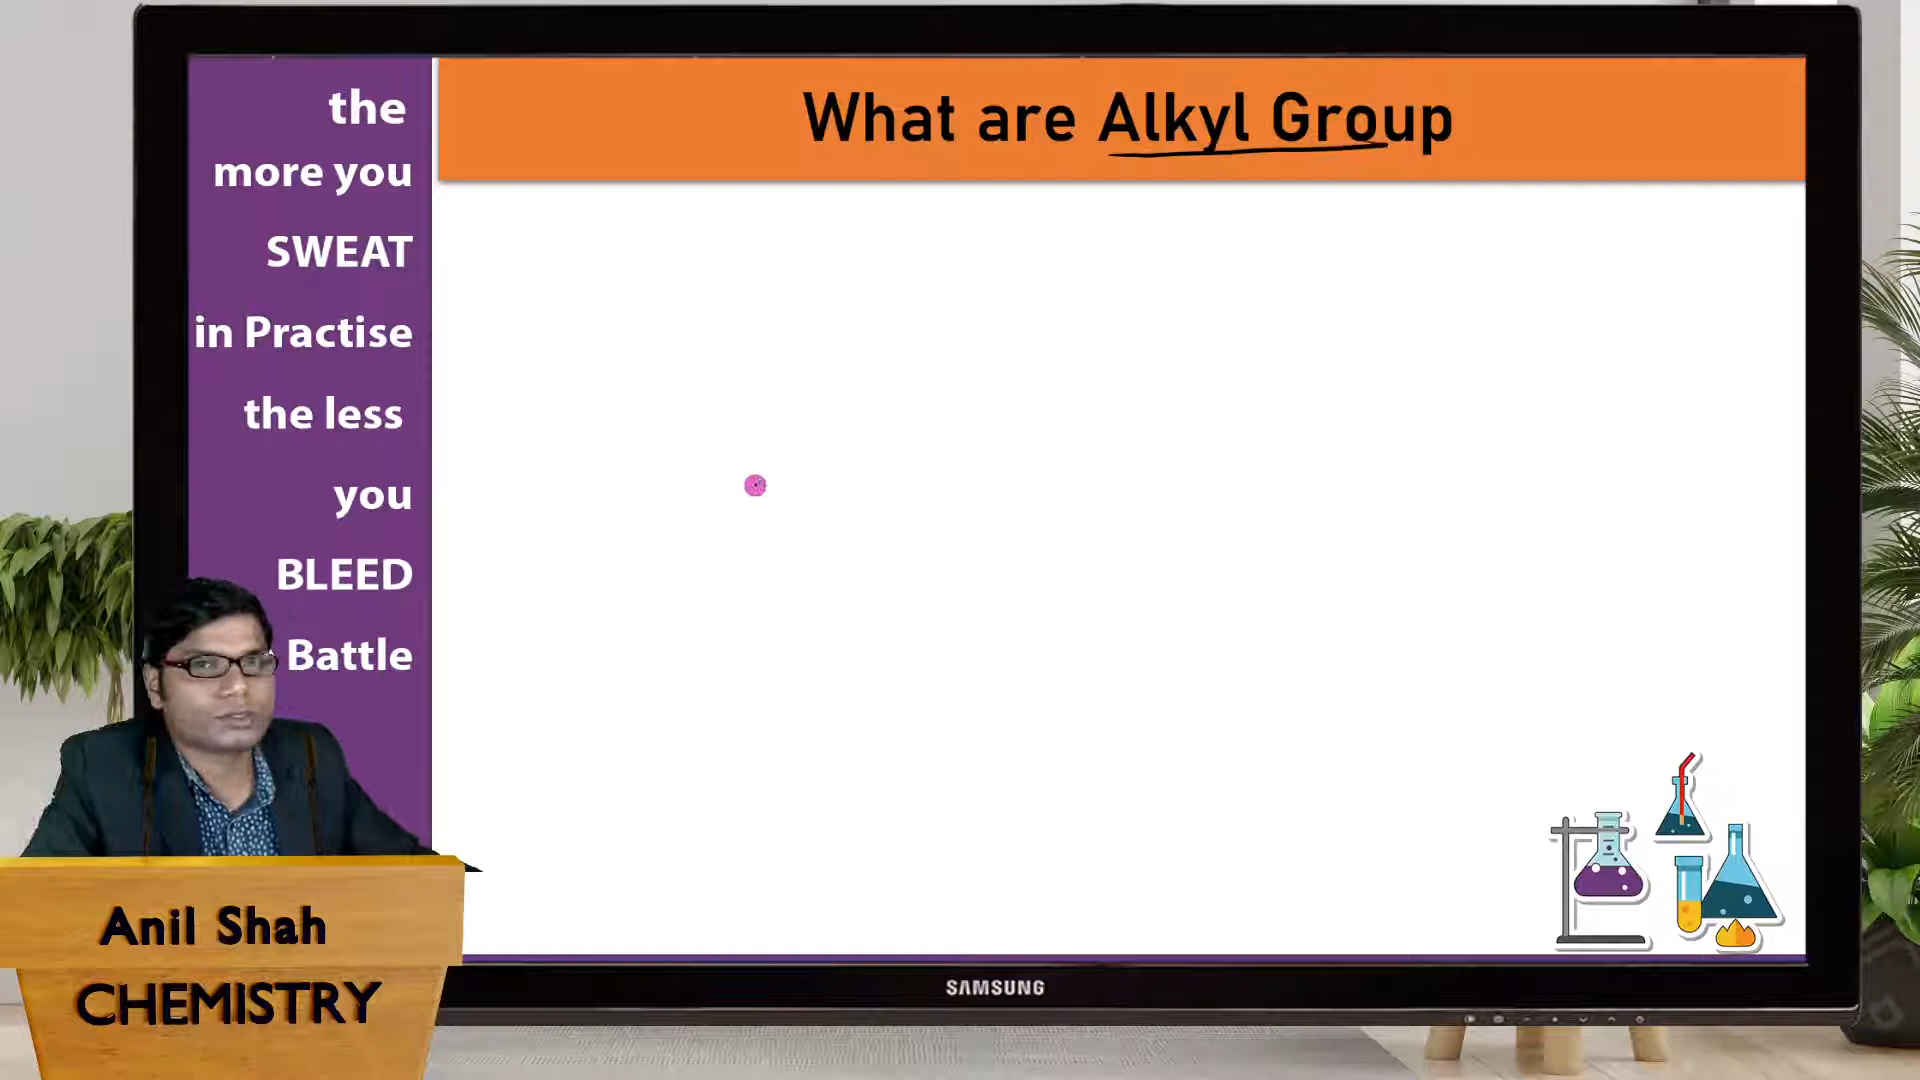 What are Alkyl Group
the
more you
SWEAT
in Practise
the less
you
BLEED
Battle
Anil Shah
CHEMISTRY
SAMSUNG